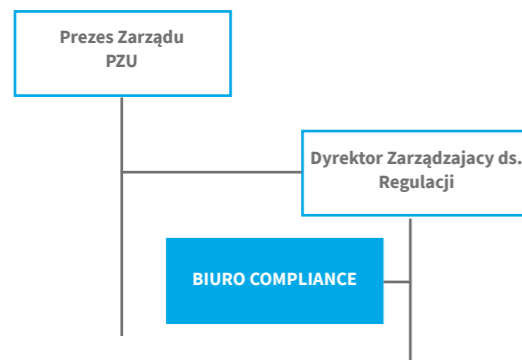 Prezes Zarządu
PZU
Dyrektor Zarządzajacy ds.
Regulacji
BIURO COMPLIANCE